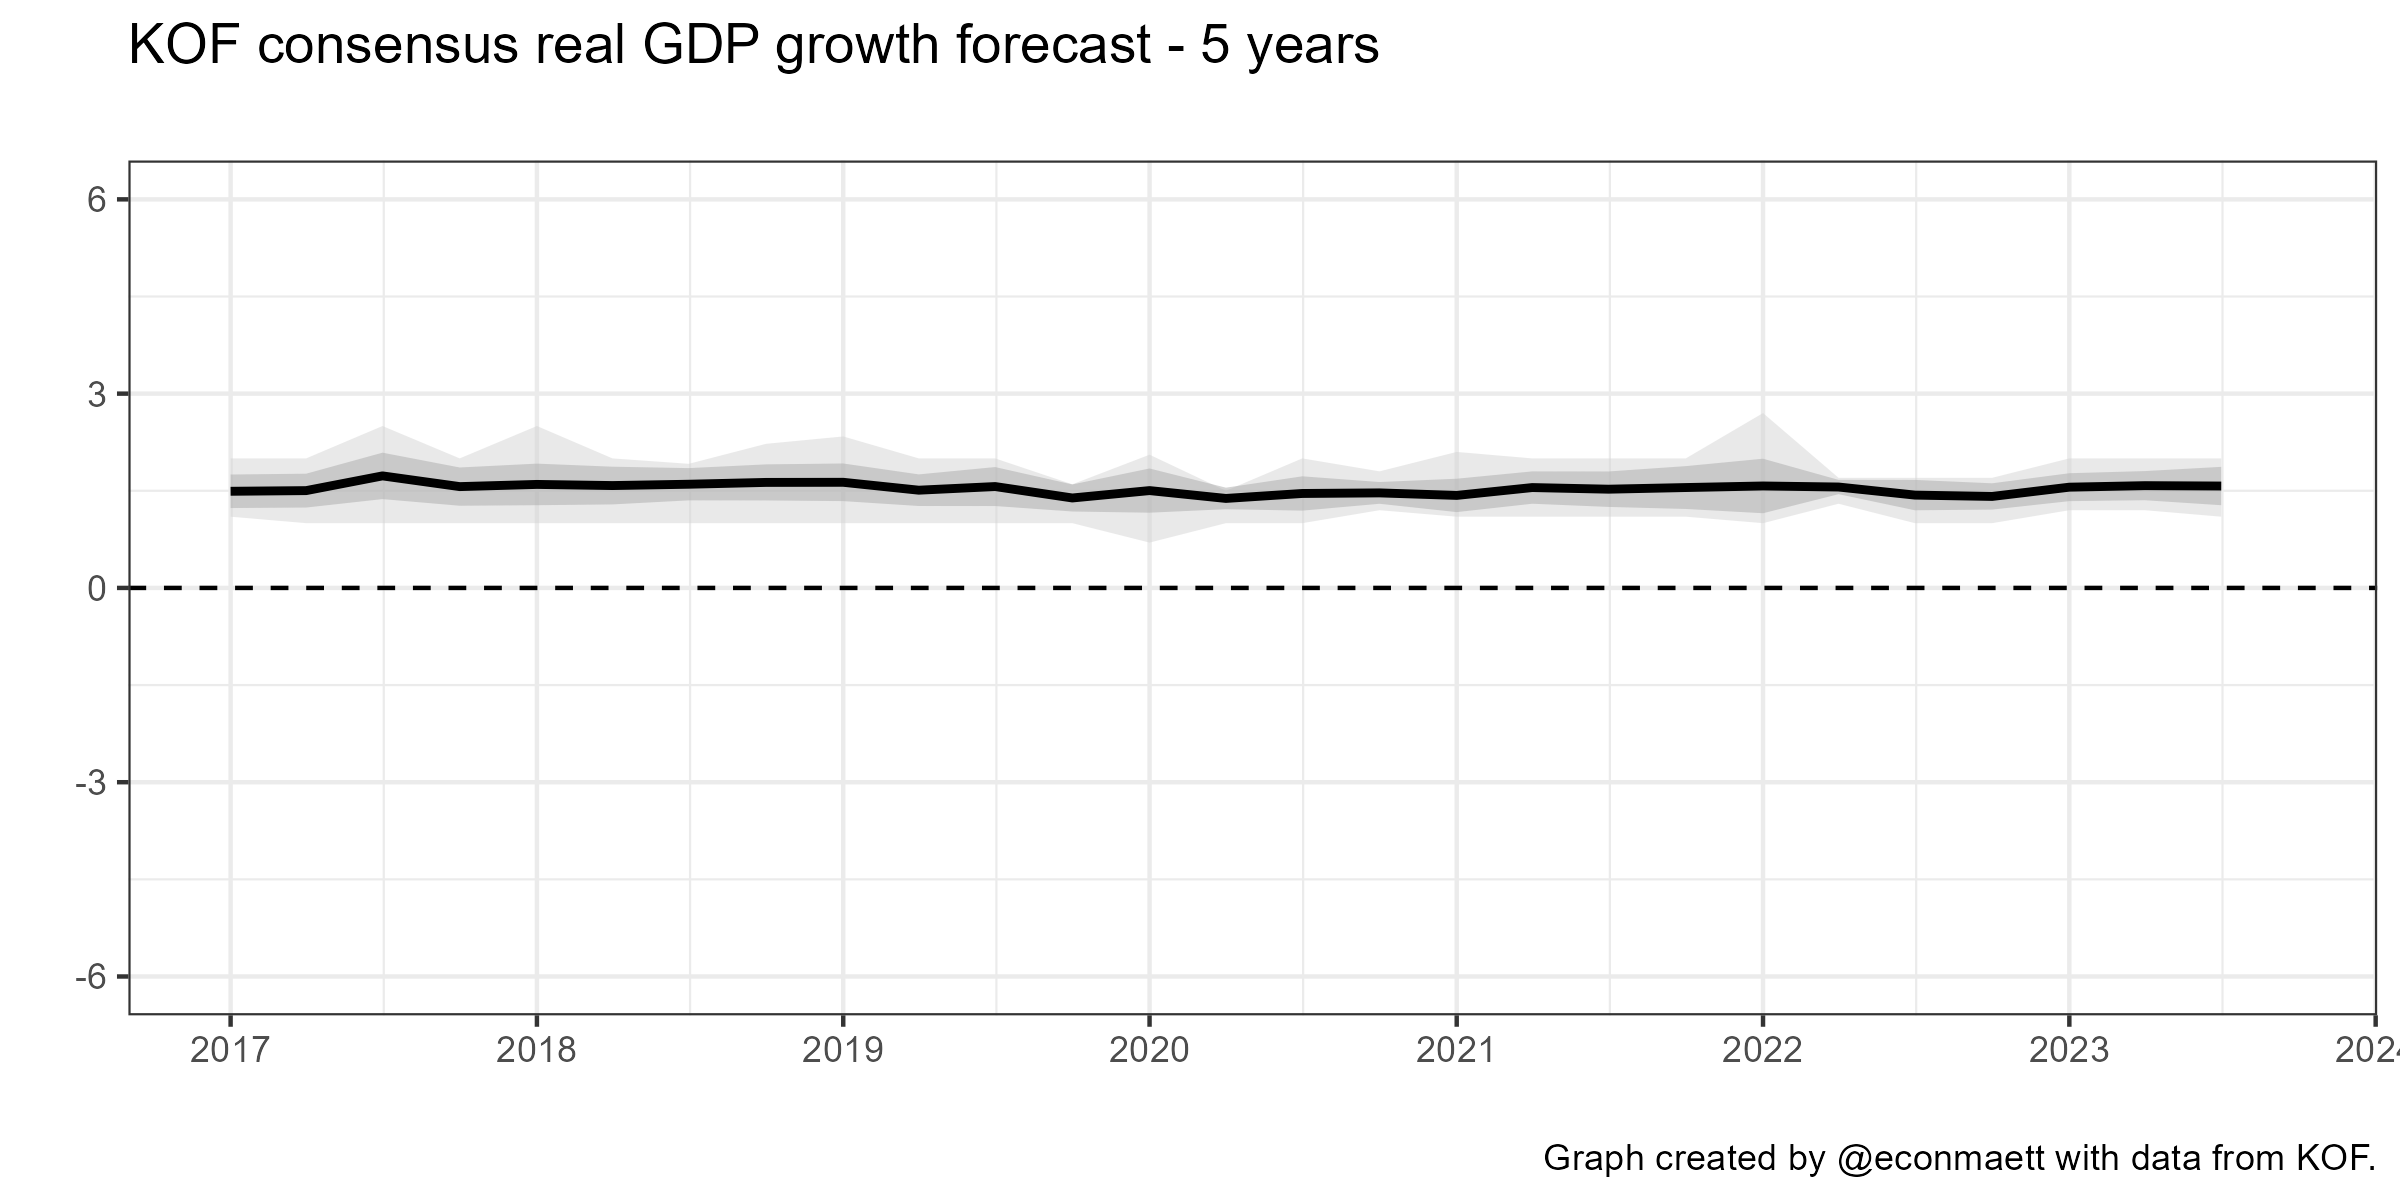 KOF consensus real GDP growth forecast - 5 years
6
3
0
-3
-6
2017 2018 2019 2020 2021 2022 2023
Graph created by @econmaett with data from KOF.